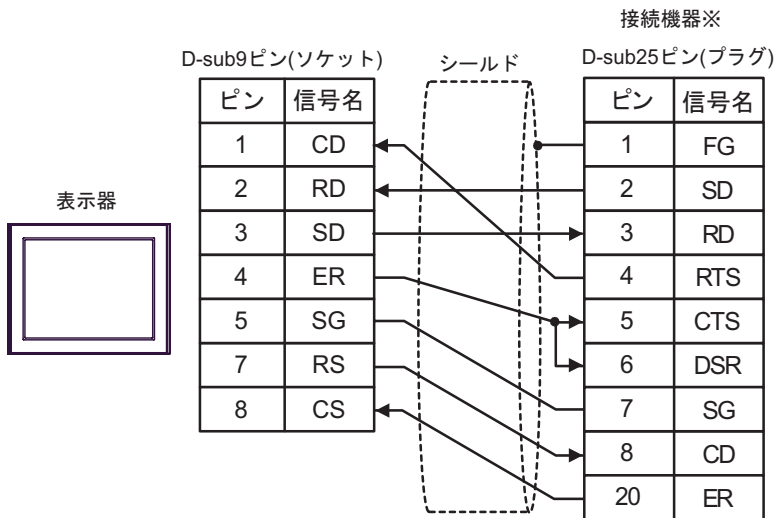 接続機器※
D-sub9ピン(ソケット)
シールド
D-sub25ピン(プラグ)
ピン 信号名
1 CD
2 RD
3 SD
4 ER
5 SG
7 RS
8 CS
表示器
ピン 信号名
1 FG
2 SD
3 RD
4 RTS
5 CTS
6 DSR
7 SG
8 CD
20 ER